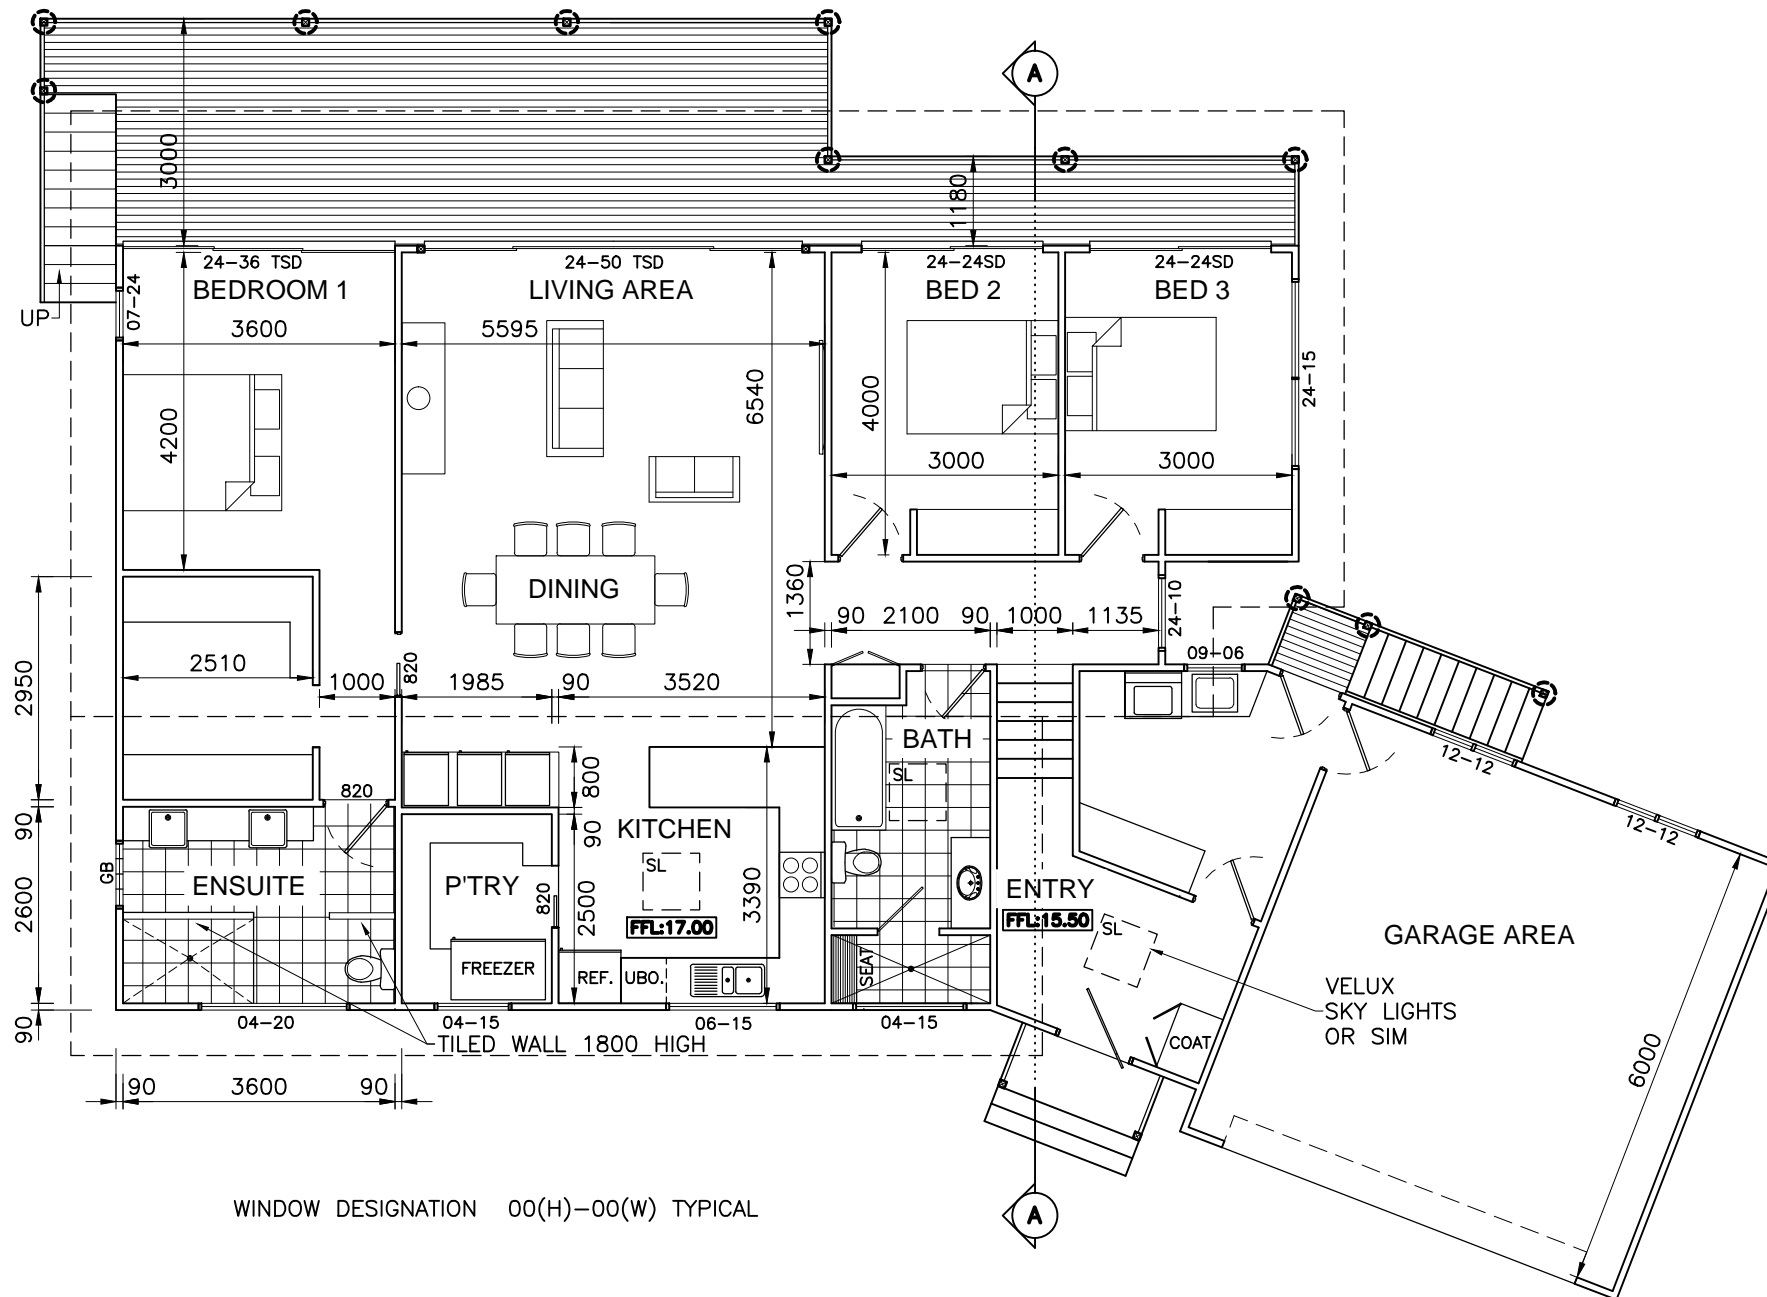 A
3000
1180
24-36 TSD
24-50 TSD
24-24SD
24-24SD
BEDROOM 1
LIVING AREA
BED 2
BED 3
UP
07-24
3600
5595
6540
4000
24-15
4200
3000
3000
DINING
1360
90
2100
90
1000
1135
24-10
09-06
2950
2510
1000
820
1985
90
3520
BATH
SL
12-12
12-12
800
820
90
90
KITCHEN
SL
GB
ENSUITE
P'TRY
820
2600
2500
3390
FFL:17.00
ENTRY
FFL:15.50
SL
GARAGE AREA
FREEZER
REF.
UBO.
SEAT
VELUX
SKY LIGHTS
OR SIM
6000
COAT
90
04-20
04-15
06-15
04-15
TILED WALL 1800 HIGH
90
3600
90
WINDOW DESIGNATION 00(H)-00(W) TYPICAL
A